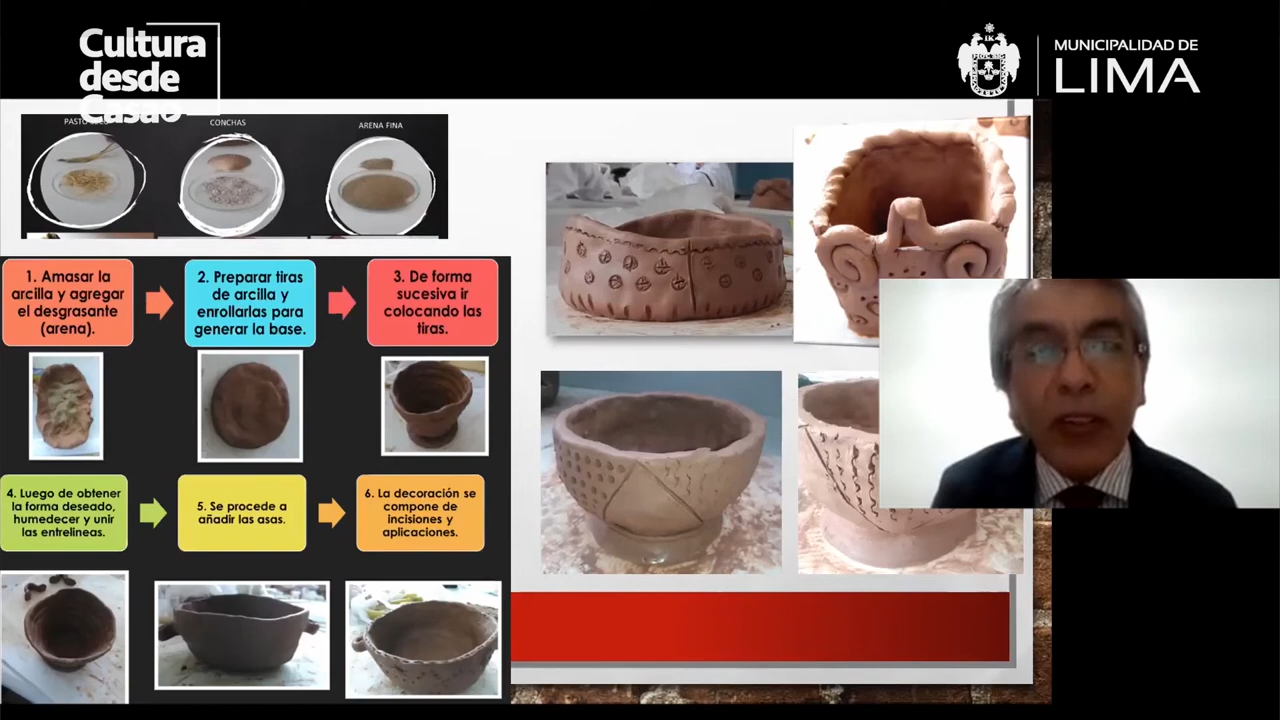 Cultura
desde
Casa
MUNICIPALIDAD DE
LIMA
PASTO
CONCHAS
ARENA FINA
1. Amasar la
arcilla y agregar
el desgrasante
(arena).
2. Preparar tiras
de arcilla y
enrollarlas para
generar la base.
3. De forma
sucesiva ir
colocando las
tiras.
4. Luego de obtener
la forma deseado,
humedecer y unir
las entrelineas.
5. Se procede a
añadir las asas.
6. La decoración se
compone de
incisiones y
aplicaciones.